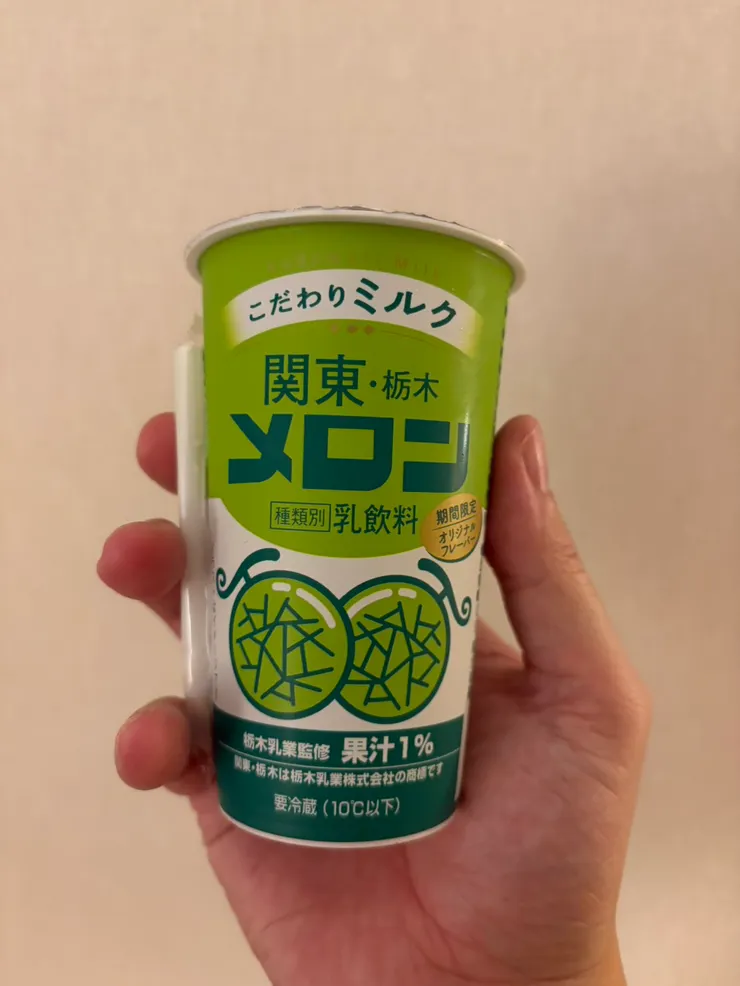 こだわりミルク
関東・栃木
メロン
種類別 乳飲料
期間限定
オリジナル
フレーバー
栃木乳業監修 果汁1%
関東・栃木は栃木乳業株式会社の商標です
要冷蔵（10℃以下）